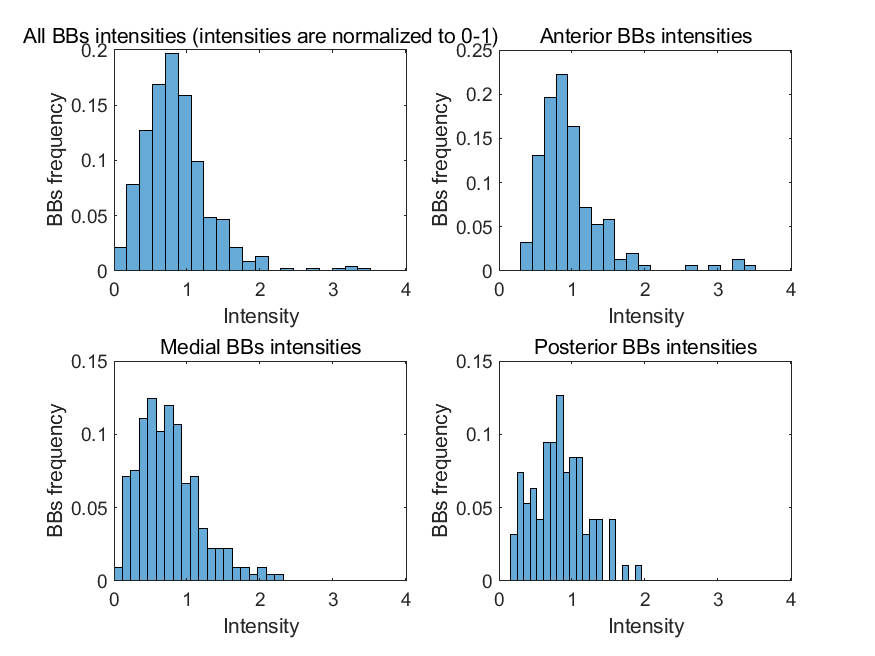 All BBs intensities (intensities are normalized to 0-1)
0.2
0.15
0.1
0.05
0
BBs frequency
0 1 2 3 4
Intensity
Anterior BBs intensities
0.25
0.2
0.15
0.1
0.05
0
BBs frequency
0 1 2 3 4
Intensity
Medial BBs intensities
0.15
0.1
0.05
0
BBs frequency
0 1 2 3 4
Intensity
Posterior BBs intensities
0.15
0.1
0.05
0
BBs frequency
0 1 2 3 4
Intensity